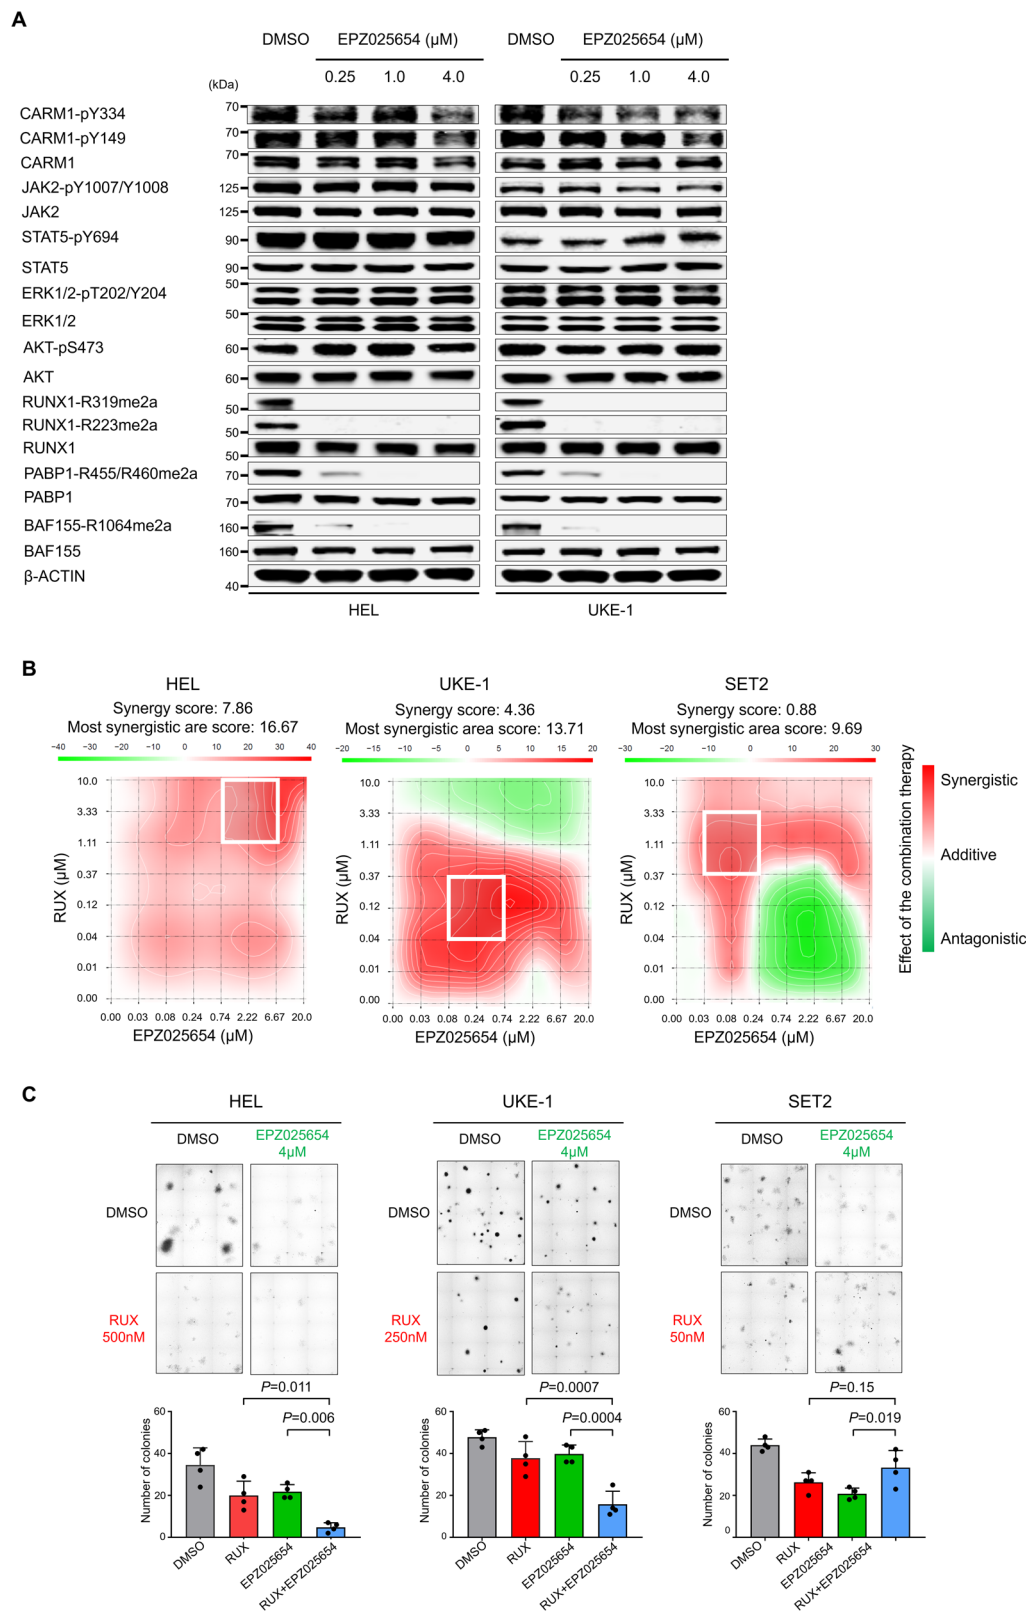 A
DMSO EPZ025654 (µM) DMSO EPZ025654 (µM)
0.25 1.0 4.0 0.25 1.0 4.0
(kDa)
CARM1-pY334 70
CARM1-pY149 70
CARM1 70
JAK2-pY1007/Y1008 125
JAK2 125
STAT5-pY694 90
STAT5 90
ERK1/2-pT202/Y204 50
ERK1/2 50
AKT-pS473 60
AKT 60
RUNX1-R319me2a 50
RUNX1-R223me2a 50
RUNX1 50
PABP1-R455/R460me2a 70
PABP1 70
BAF155-R1064me2a 160
BAF155 160
β-ACTIN 40
HEL UKE-1
B
HEL UKE-1 SET2
Synergy score: 7.86 Synergy score: 4.36 Synergy score: 0.88
Most synergistic are score: 16.67 Most synergistic area score: 13.71 Most synergistic area score: 9.69
−40 −30 −20 −10 0 10 20 30 40 −20 −15 −10 −5 0 5 10 15 20 −30 −20 −10 0 10 20 30
10.0 10.0 10.0
3.33 3.33 3.33
1.11 1.11 1.11
0.37 0.37 0.37
0.12 0.12 0.12
0.04 0.04 0.04
0.01 0.01 0.01
0.00 0.00 0.00
RUX (µM) RUX (µM) RUX (µM)
0.00 0.03 0.08 0.24 0.74 2.22 6.67 20.0 0.00 0.03 0.08 0.24 0.74 2.22 6.67 20.0 0.00 0.03 0.08 0.24 0.74 2.22 6.67 20.0
EPZ025654 (µM) EPZ025654 (µM) EPZ025654 (µM)
Effect of the combination therapy
Synergistic
Additive
Antagonistic
C
HEL UKE-1 SET2
DMSO EPZ025654 DMSO EPZ025654 DMSO EPZ025654
4µM 4µM 4µM
DMSO DMSO DMSO
RUX RUX RUX
500nM 250nM 50nM
P=0.011 P=0.0007 P=0.15
P=0.006 P=0.0004 P=0.019
60 60 60
40 40 40
20 20 20
0 0 0
Number of colonies Number of colonies Number of colonies
DMSO RUX EPZ025654 RUX+EPZ025654 DMSO RUX EPZ025654 RUX+EPZ025654 DMSO RUX EPZ025654 RUX+EPZ025654